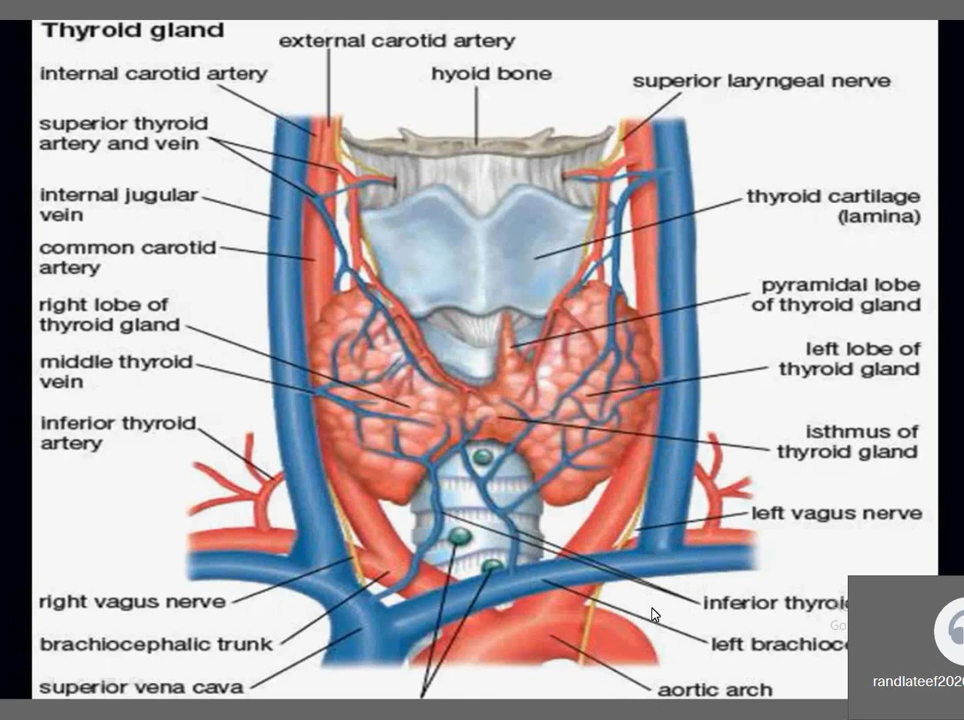 Thyroid gland
external carotid artery
internal carotid artery
hyoid bone
superior laryngeal nerve
superior thyroid
artery and vein
internal jugular
vein
thyroid cartilage
(lamina)
common carotid
artery
pyramidal lobe
of thyroid gland
right lobe of
thyroid gland
left lobe of
thyroid gland
middle thyroid
vein
inferior thyroid
artery
isthmus of
thyroid gland
left vagus nerve
right vagus nerve
inferior
brachiocephalic trunk
left
superior vena cava
aortic arch